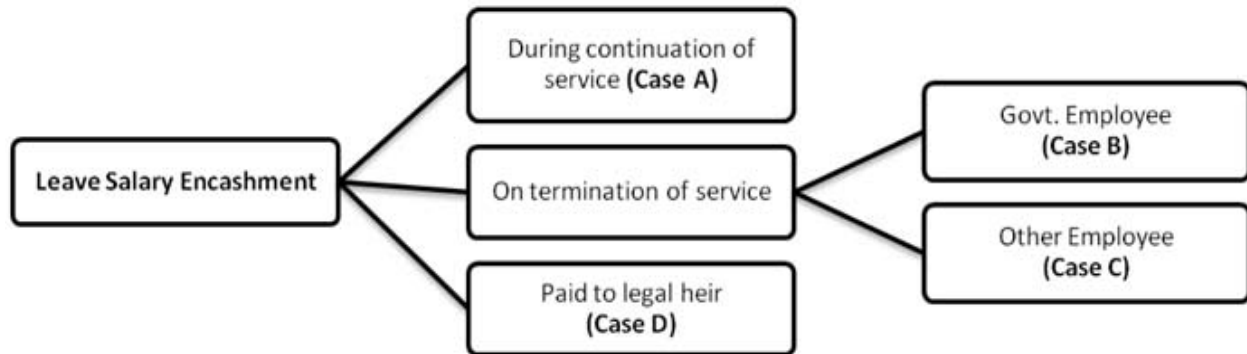 Leave Salary Encashment
During continuation of
service (Case A)
On termination of service
Paid to legal heir
(Case D)
Govt. Employee
(Case B)
Other Employee
(Case C)